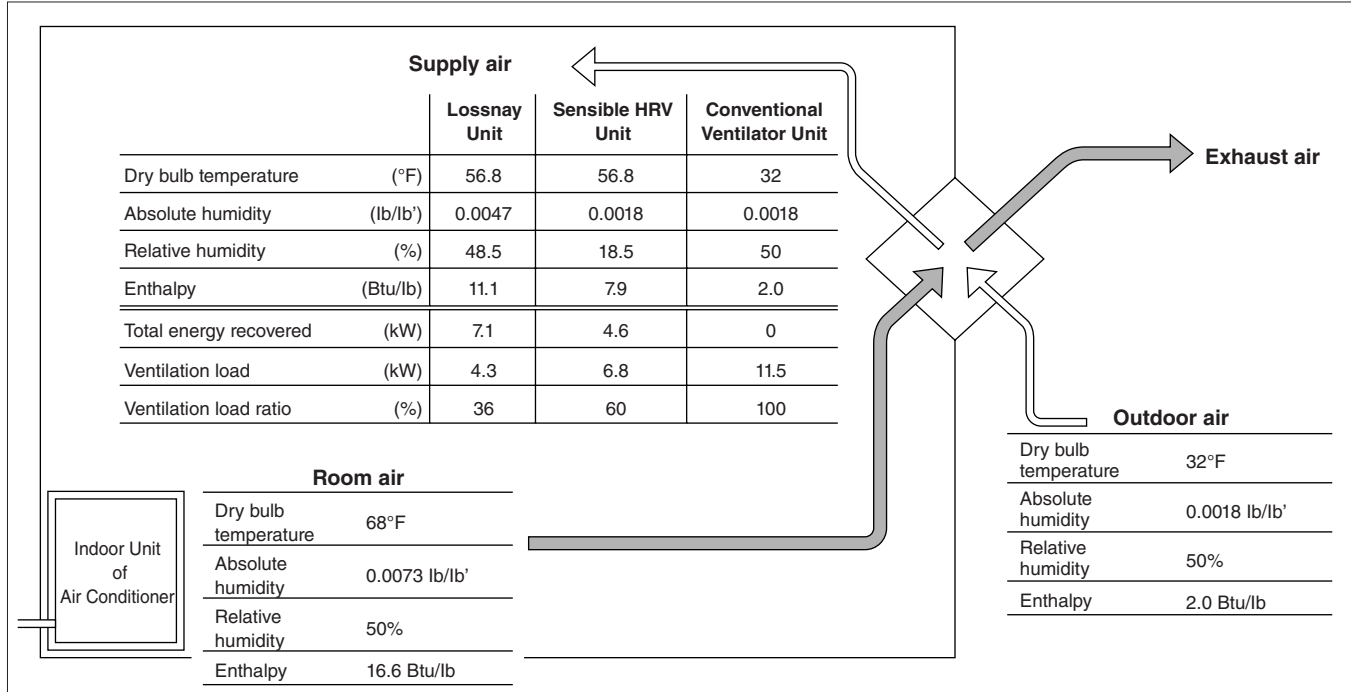 Supply air
Lossnay Unit Sensible HRV Unit Conventional Ventilator Unit
Dry bulb temperature (°F) 56.8 56.8 32
Absolute humidity (lb/lb’) 0.0047 0.0018 0.0018
Relative humidity (%) 48.5 18.5 50
Enthalpy (Btu/lb) 11.1 7.9 2.0
Total energy recovered (kW) 7.1 4.6 0
Ventilation load (kW) 4.3 6.8 11.5
Ventilation load ratio (%) 36 60 100
Exhaust air
Outdoor air
Dry bulb temperature 32°F
Absolute humidity 0.0018 lb/lb’
Relative humidity 50%
Enthalpy 2.0 Btu/lb
Room air
Dry bulb temperature 68°F
Absolute humidity 0.0073 lb/lb’
Relative humidity 50%
Enthalpy 16.6 Btu/lb
Indoor Unit
of
Air Conditioner